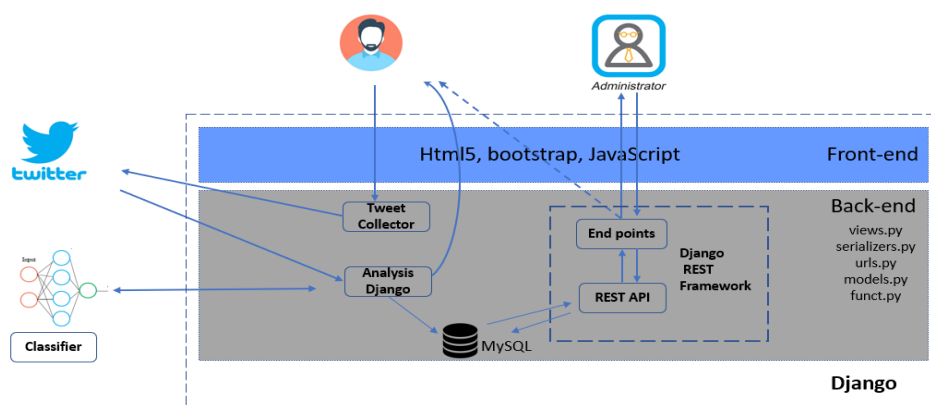 Administrator
twitter
Html5, bootstrap, JavaScript
Front-end
Back-end
views.py
serializers.py
urls.py
models.py
funct.py
Tweet
Collector
End points
Django
REST
Framework
Analysis
Django
REST API
Input
Classifier
MySQL
Django